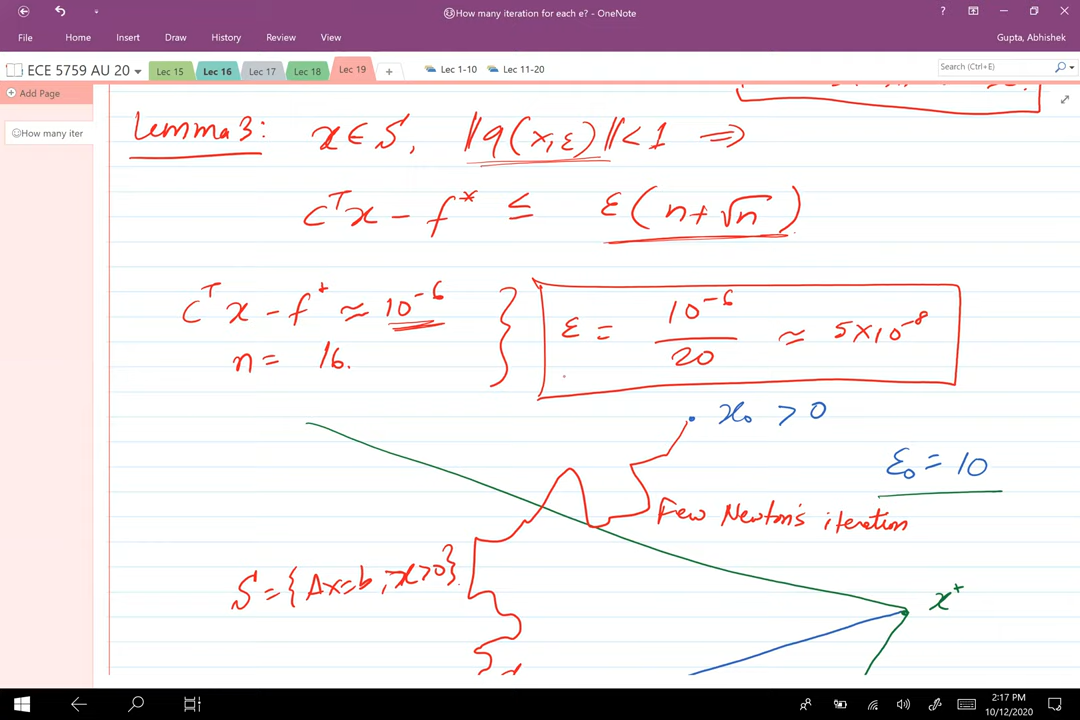 How many iteration for each e? - OneNote
?
File Home Insert Draw History Review View
Gupta, Abhishek
ECE 5759 AU 20
Lec 15 Lec 16 Lec 17 Lec 18 Lec 19 +
Lec 1-10 Lec 11-20
Search (Ctrl+E)
Add Page
How many iter
Lemma 3: x ∈ S, ||q(x,ε)|| < 1 ⇒
cᵀx - f* ≤ ε(n+√n)
cᵀx - f* ≈ 10⁻⁶
n = 16.
ε = 10⁻⁶/20 ≈ 5×10⁻⁸
x₀ > 0
ε₀ = 10
Few Newton's iteration
S = {Ax=b, x>0}.
x*
2:17 PM
10/12/2020